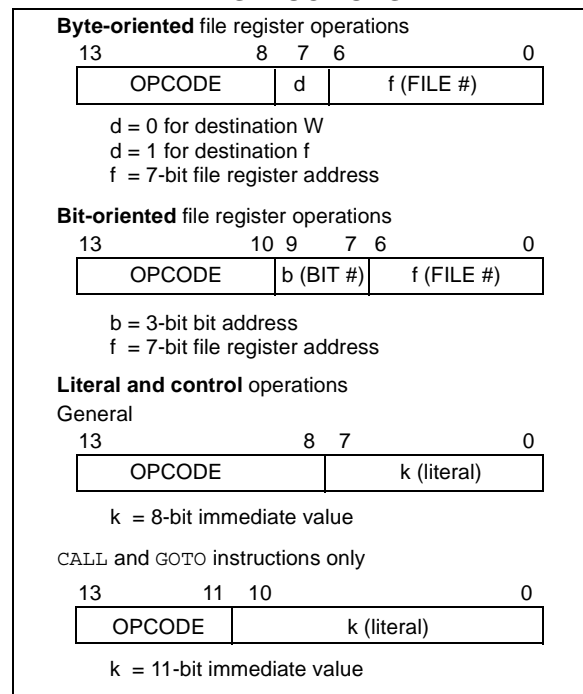 Byte-oriented file register operations
13 8 7 6 0
OPCODE d f (FILE #)
d = 0 for destination W
d = 1 for destination f
f = 7-bit file register address
Bit-oriented file register operations
13 10 9 7 6 0
OPCODE b (BIT #) f (FILE #)
b = 3-bit bit address
f = 7-bit file register address
Literal and control operations
General
13 8 7 0
OPCODE k (literal)
k = 8-bit immediate value
CALL and GOTO instructions only
13 11 10 0
OPCODE k (literal)
k = 11-bit immediate value